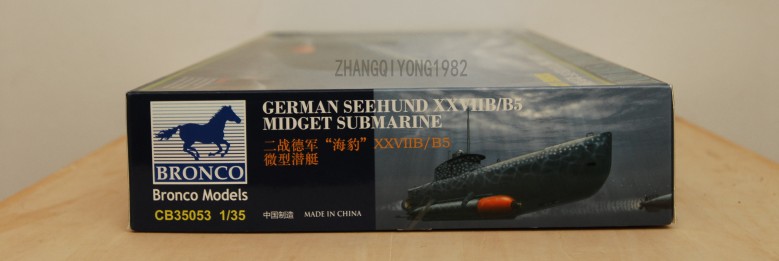 ZHANGQIYONG1982
GERMAN SEEHUND XXVIIB/B5
MIDGET SUBMARINE
二战德军“海豹”XXVIIB/B5
微型潜艇
BRONCO
Bronco Models
CB35053 1/35
中国制造 MADE IN CHINA